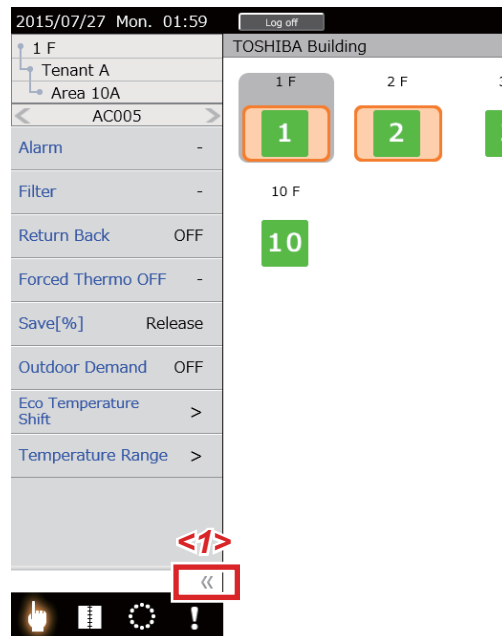 2015/07/27 Mon. 01:59
Log off
1 F
Tenant A
Area 10A
< AC005 >
Alarm -
Filter -
Return Back OFF
Forced Thermo OFF -
Save[%] Release
Outdoor Demand OFF
Eco Temperature
Shift >
Temperature Range >
<1>
«
!
TOSHIBA Building
1 F 2 F
1 2
10 F
10